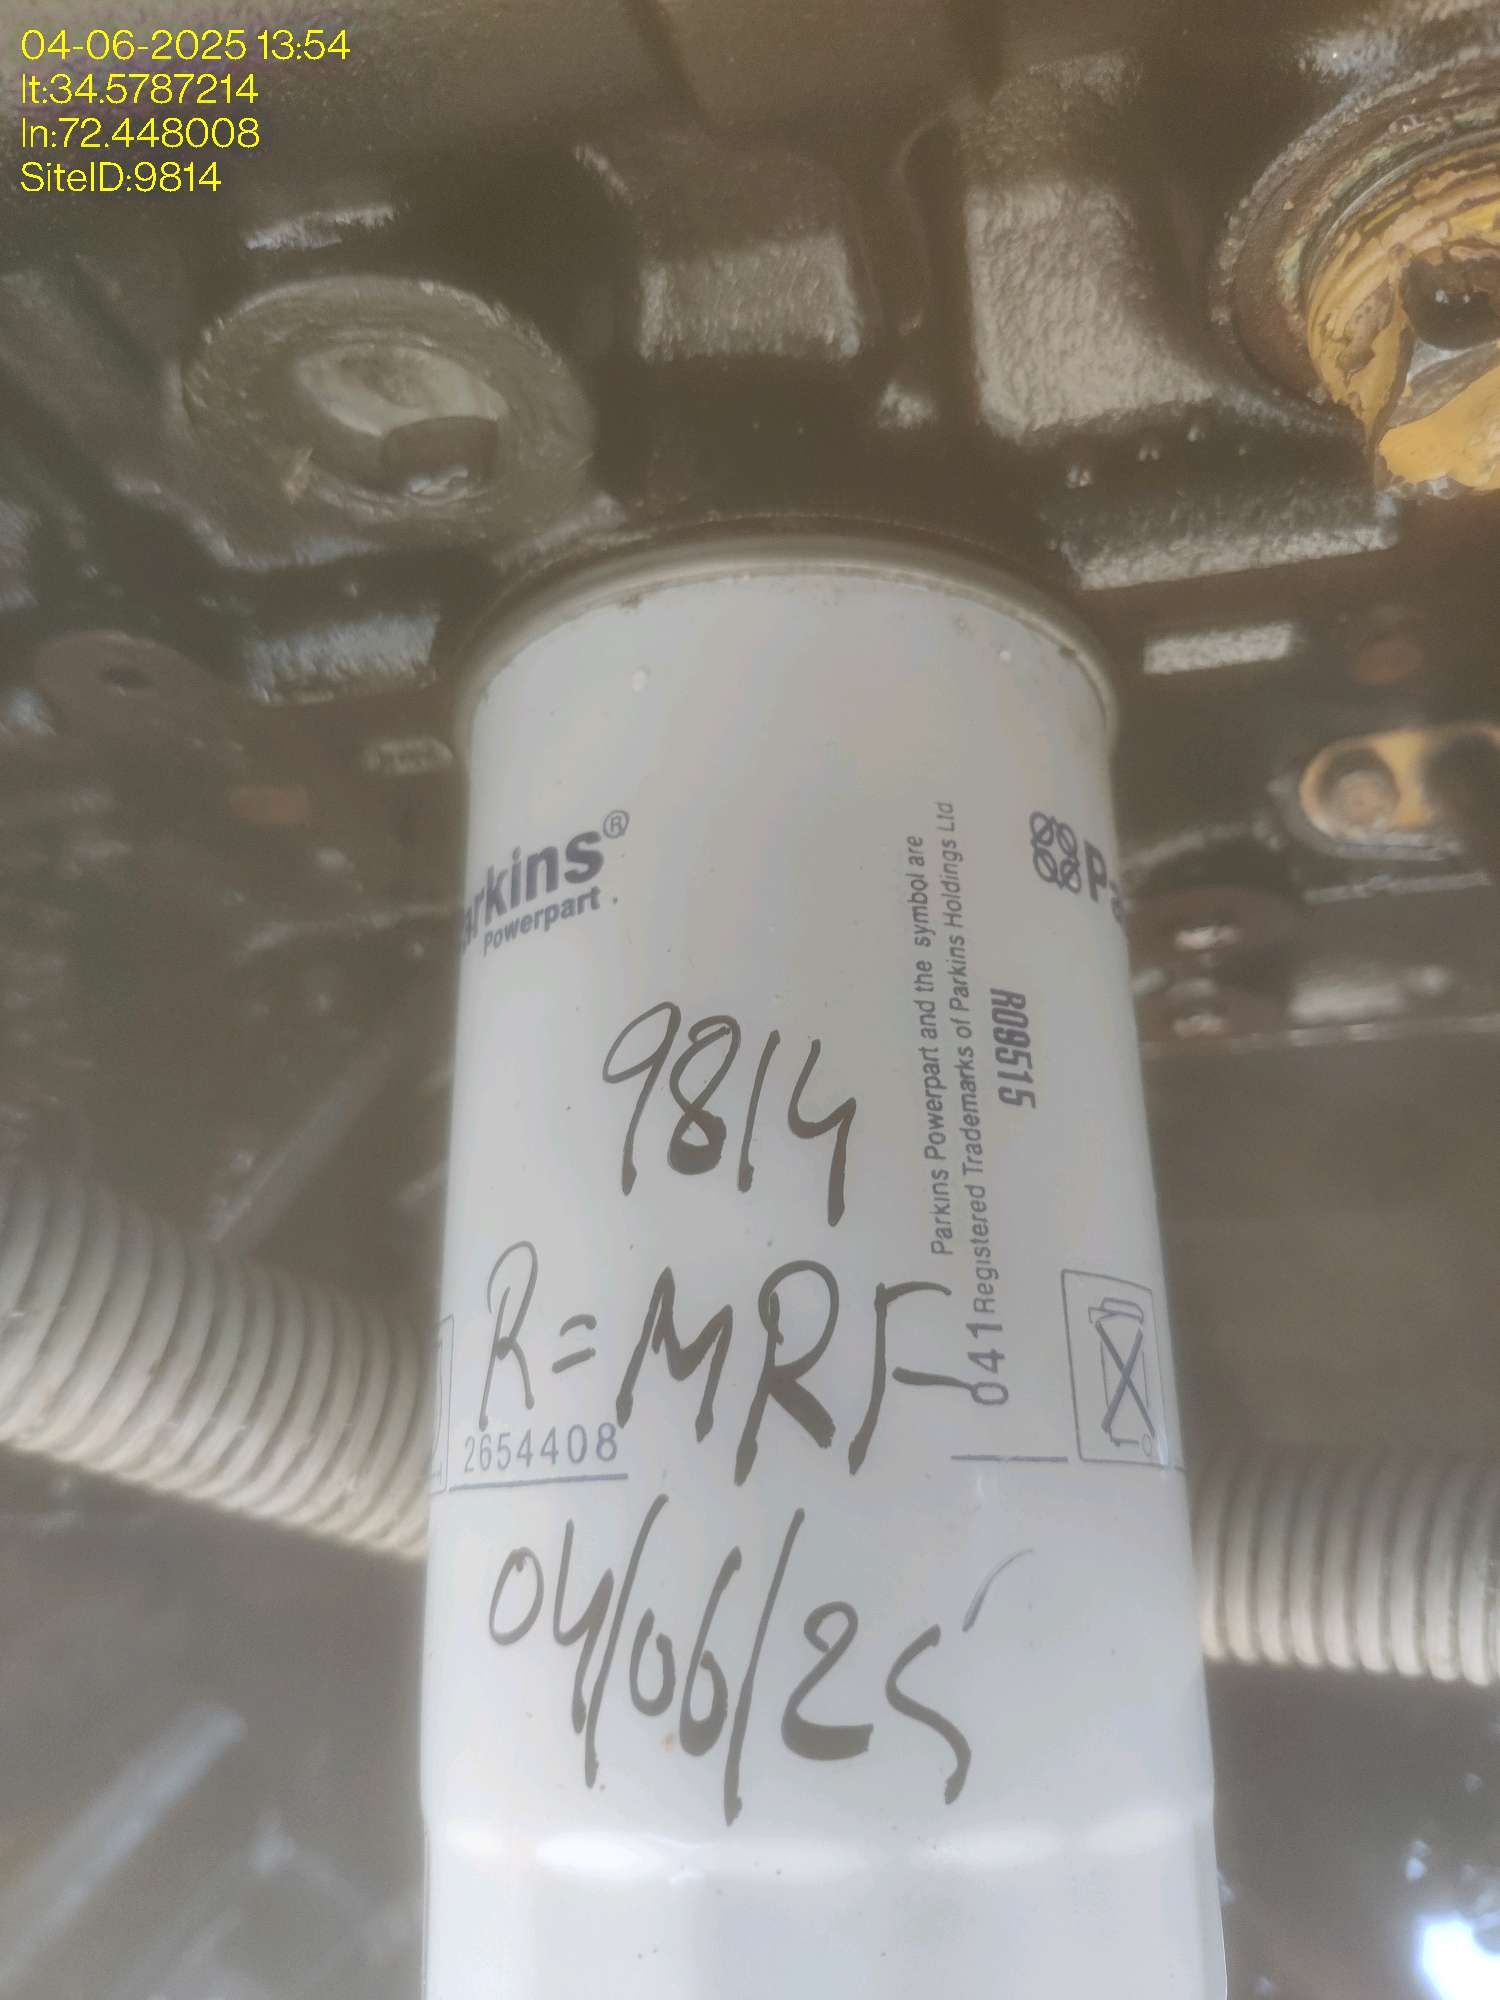 04-06-2025 13:54
lt:34.5787214
ln:72.448008
SiteID:9814
Parkins®
Powerpart
Parkins Powerpart and the symbol are
041 Registered Trademarks of Parkins Holdings Ltd
R09515
9814
R=MRF
2654408
04/06/25